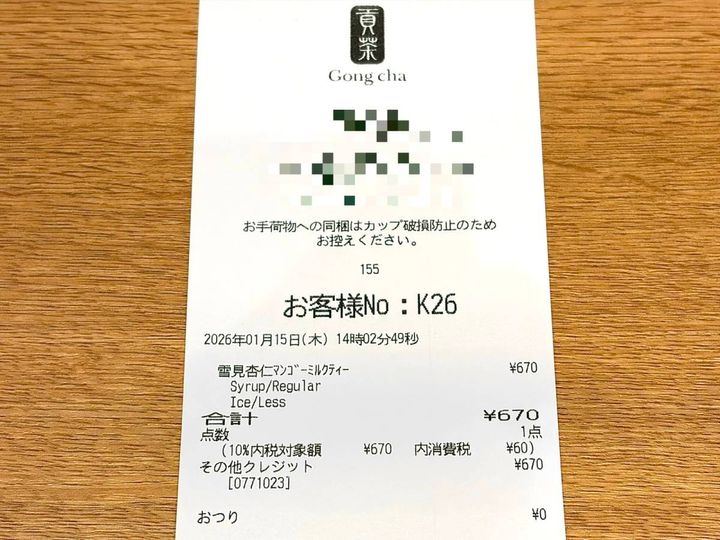 貢茶
Gong cha
お手荷物への同梱はカップ破損防止のため
お控えください。
155
お客様No：K26
2026年01月15日(木) 14時02分49秒
雪見杏仁ﾏﾝｺﾞｰﾐﾙｸﾃｨｰ ¥670
Syrup/Regular
Ice/Less
合計 ¥670
点数 1点
(10%内税対象額 ¥670 内消費税 ¥60)
その他クレジット ¥670
[0771023]
おつり ¥0